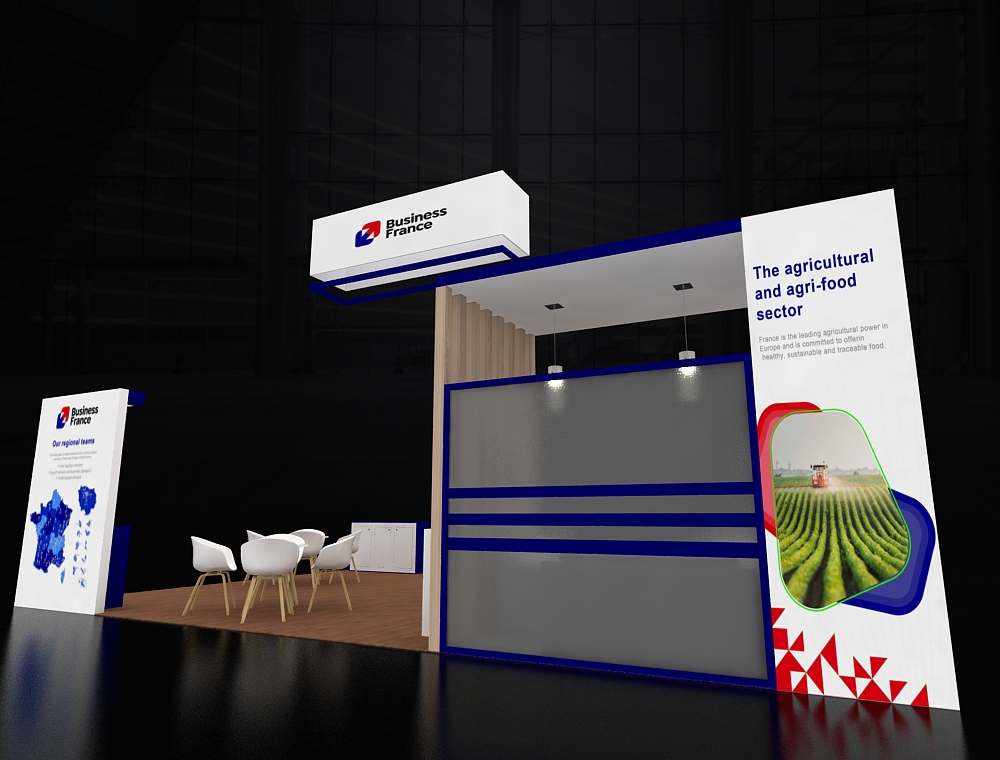 Business
France
The agricultural
and agri-food
sector
France is the leading agricultural power in
Europe and is committed to offerin
healthy, sustainable and traceable food.
Business
France
Our regional teams